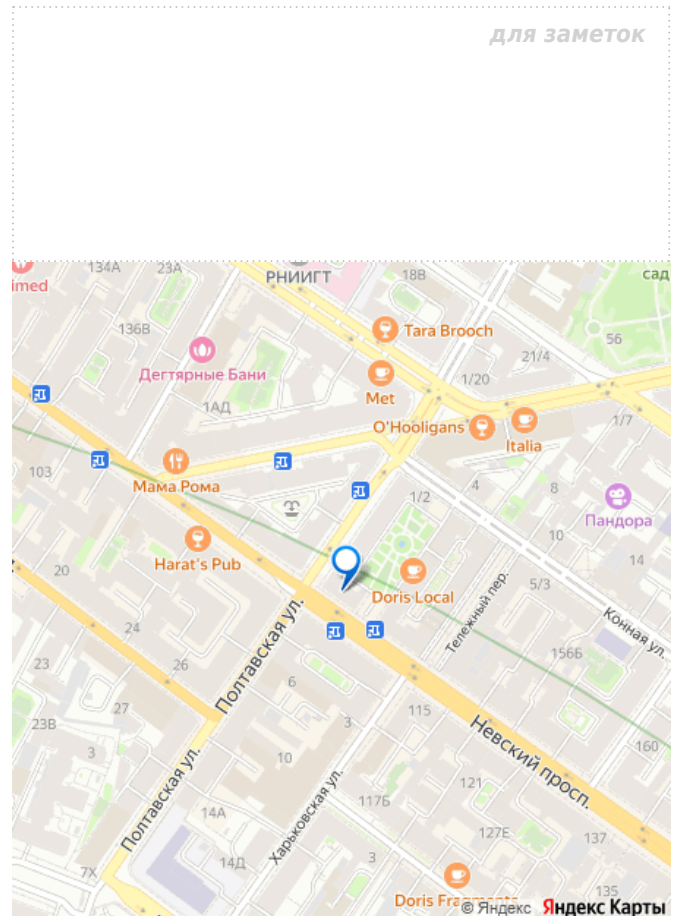 для заметок
134А
23А
РНИИГТ
18В
сад
imed
136В
Tara Brooch
56
Дегтярные Бани
21/4
1/20
Met
1АД
O'Hooligans
Italia
1/7
103
Мама Рома
1/2
4
8
Пандора
10
Harat's Pub
14
20
Doris Local
5/3
Тележный пер.
Конная ул.
24
Полтавская ул.
156Б
23
26
6
27
115
3
Невский просп.
23В
3
160
10
121
Полтавская ул.
117Б
Харьковская ул.
14А
127Е
137
14Д
3
7Х
135
Doris Fragments
© Яндекс Яндекс Карты